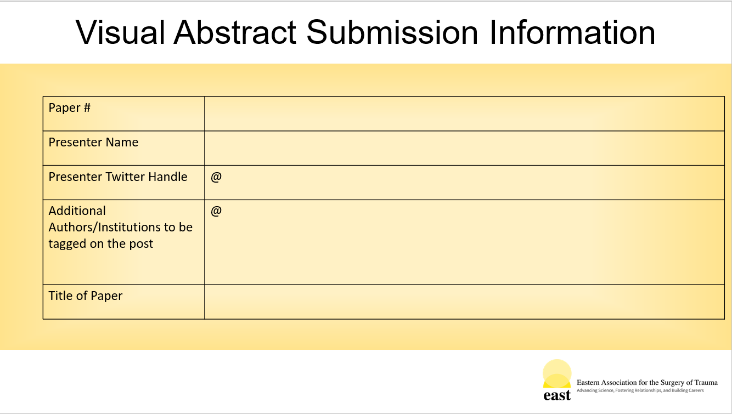 Visual Abstract Submission Information
Paper #
Presenter Name
Presenter Twitter Handle
@
Additional
Authors/Institutions to be
tagged on the post
@
Title of Paper
east
Eastern Association for the Surgery of Trauma
Advancing Science, Fostering Relationships, and Building Careers